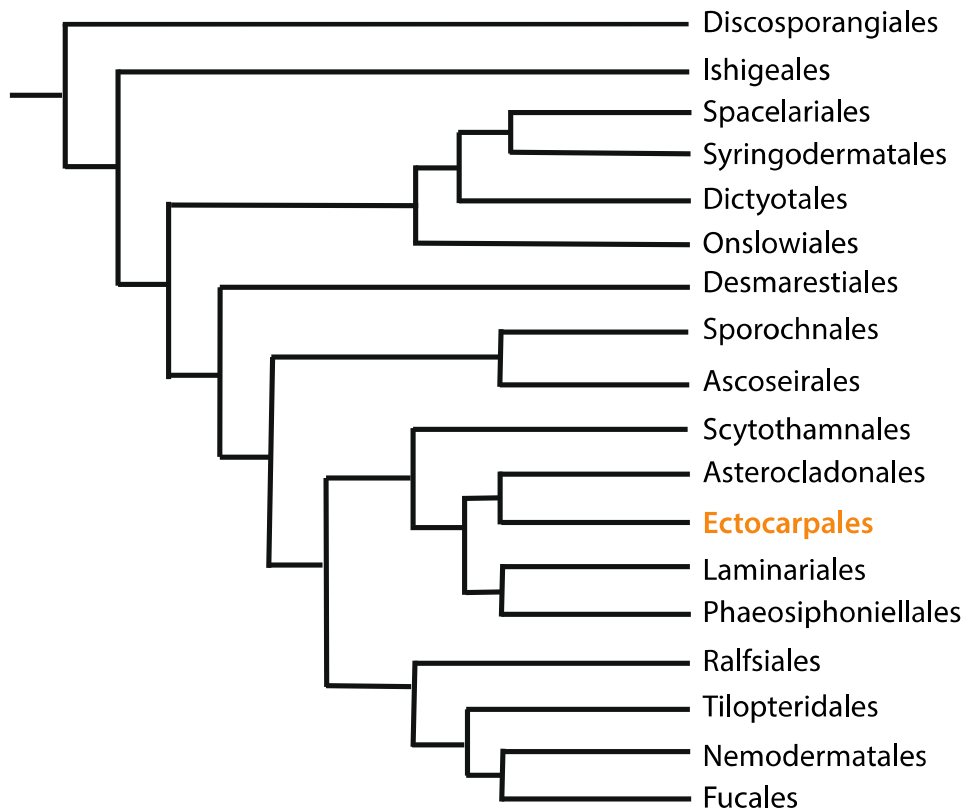 Discosporangiales
Ishigeales
Spacelariales
Syringodermatales
Dictyotales
Onslowiales
Desmarestiales
Sporochnales
Ascoseirales
Scytothamnales
Asterocladonales
Ectocarpales
Laminariales
Phaeosiphoniellales
Ralfsiales
Tilopteridales
Nemodermatales
Fucales